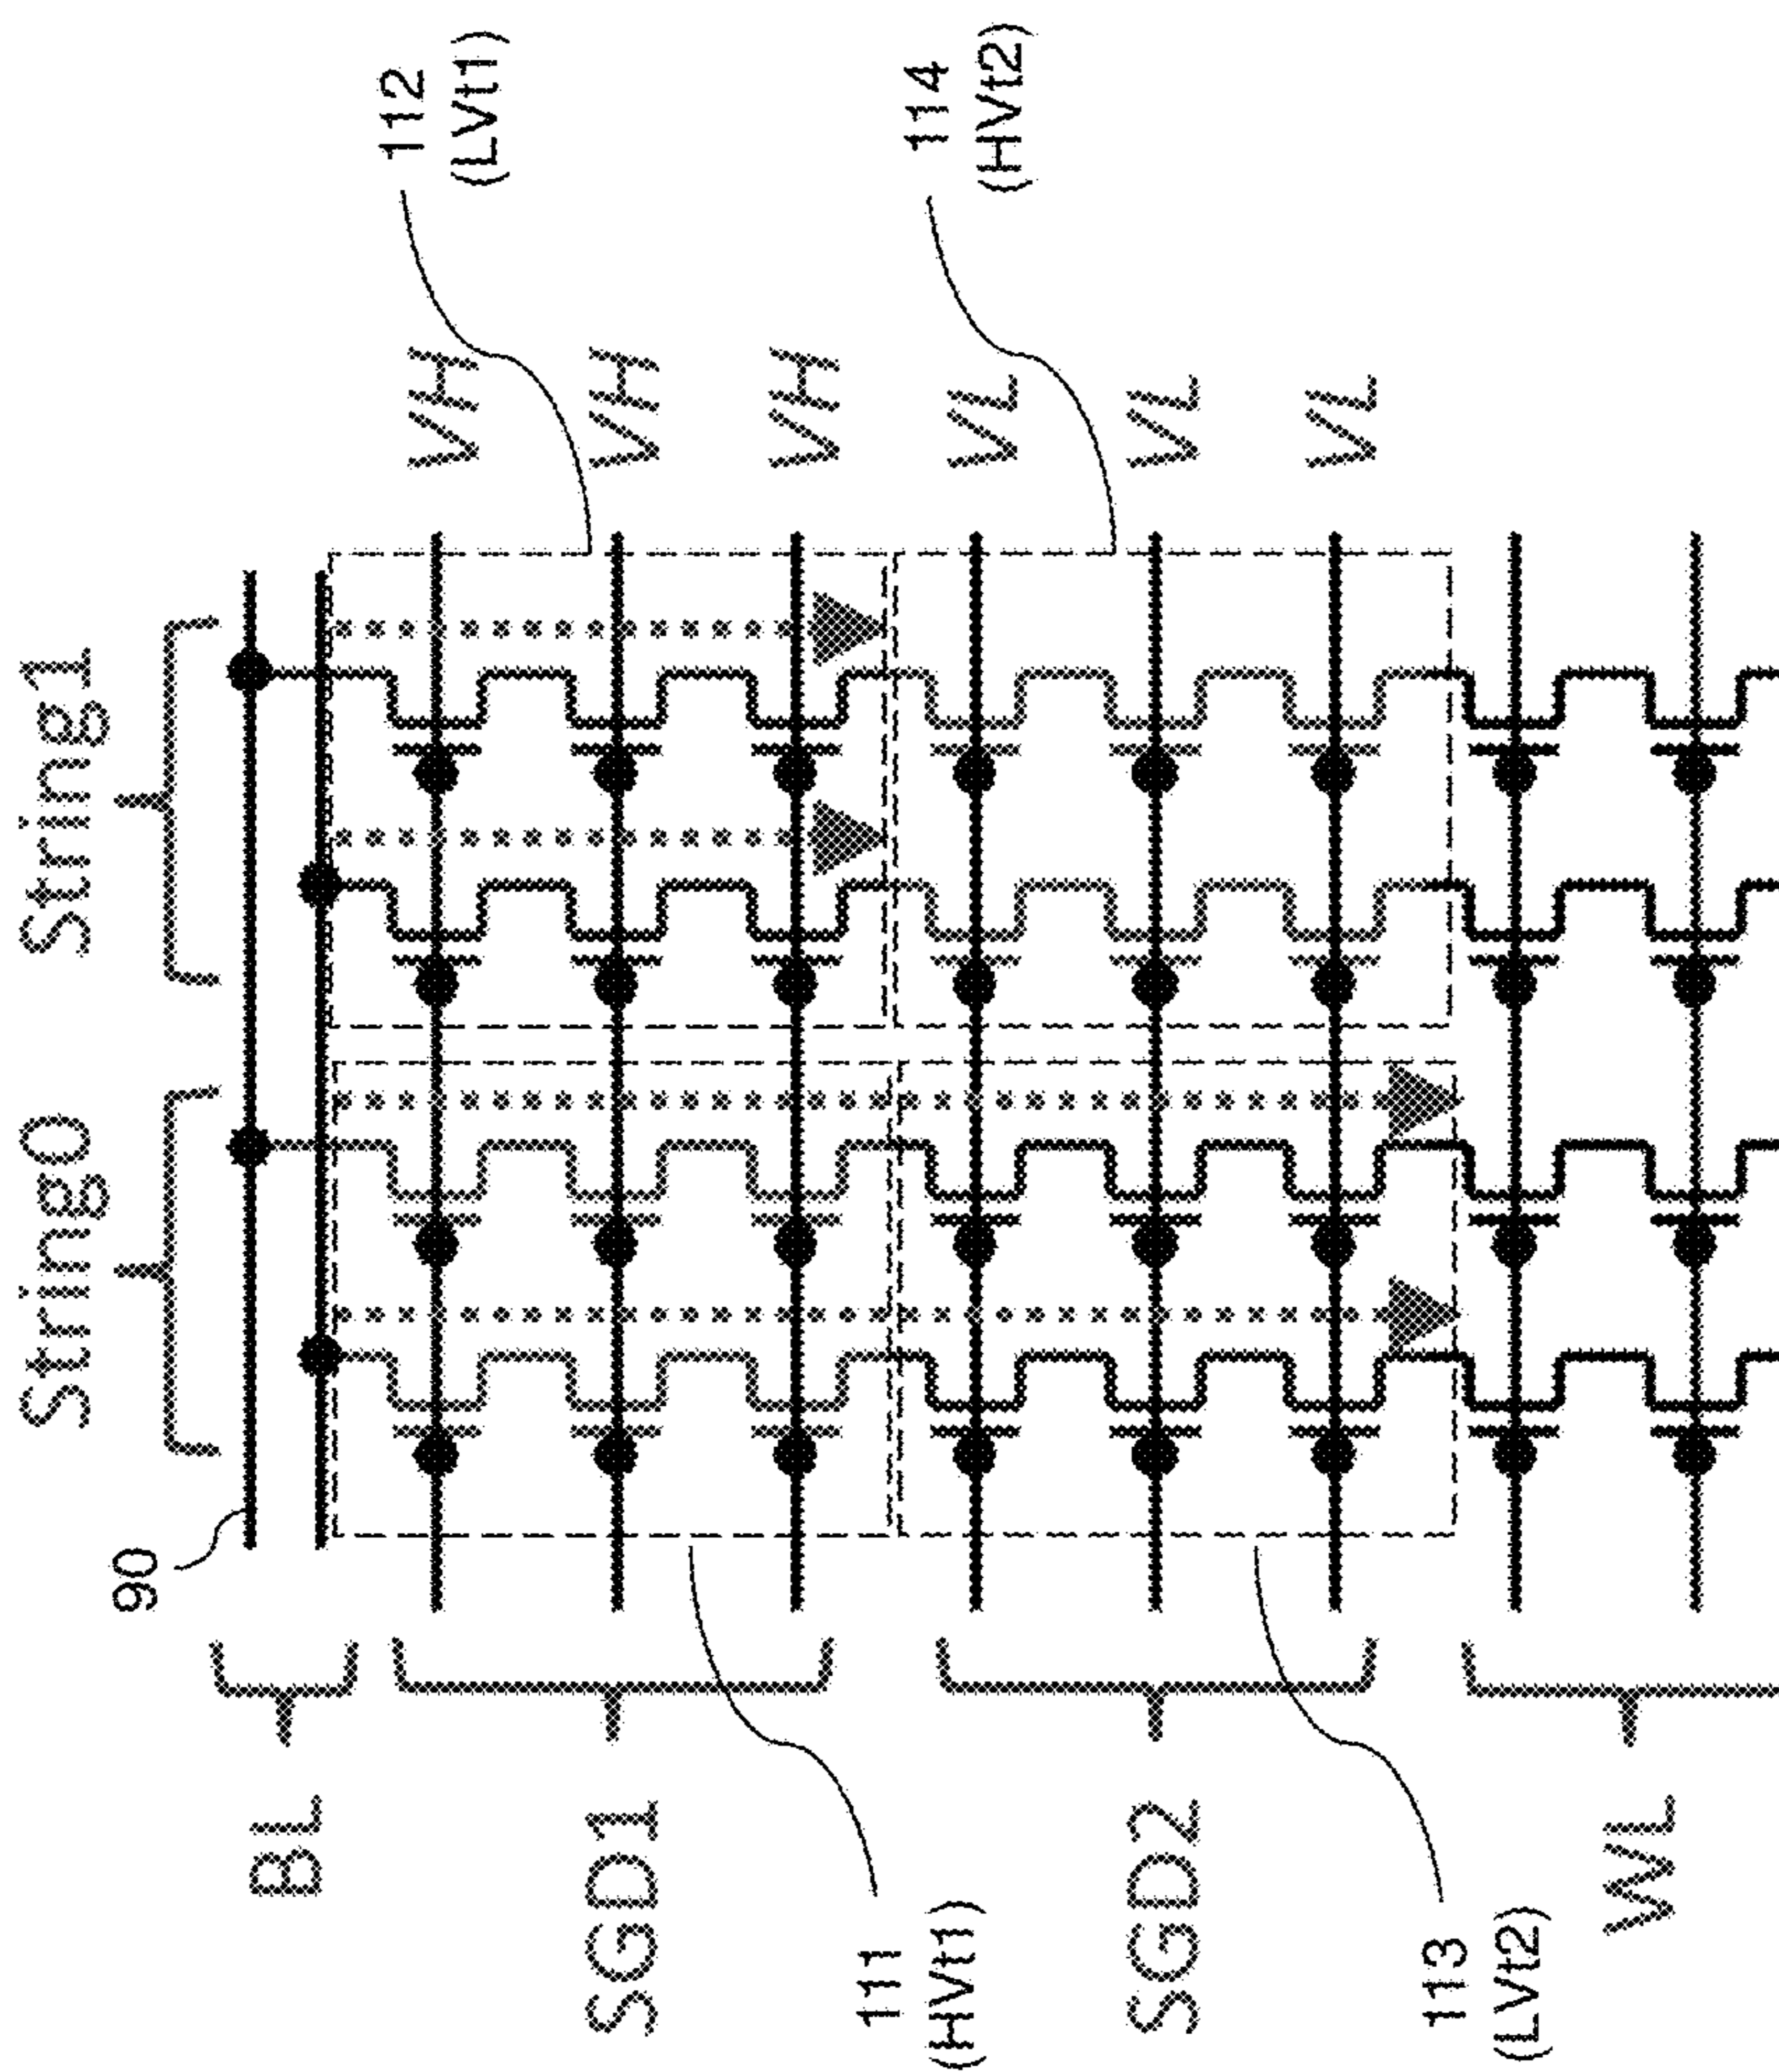 String0
String1
90
BL
SGD1
SGD2
WL
111
(HVt1)
113
(LVt2)
112
(LVt1)
114
(HVt2)
VH
VH
VH
VL
VL
VL